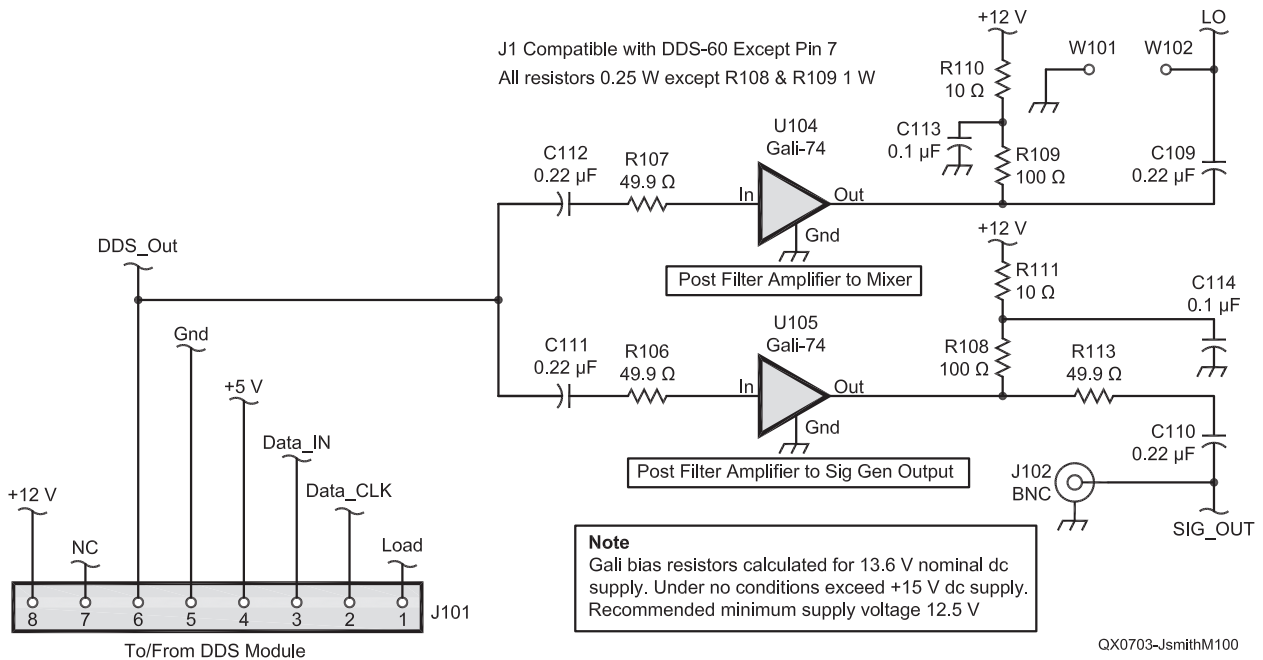 J1 Compatible with DDS-60 Except Pin 7
All resistors 0.25 W except R108 & R109 1 W
+12 V
LO
W101
W102
R110
10 Ω
C113
0.1 µF
R109
100 Ω
C109
0.22 µF
U104
Gali-74
C112
0.22 µF
R107
49.9 Ω
In
Out
Gnd
Post Filter Amplifier to Mixer
DDS_Out
+12 V
R111
10 Ω
C114
0.1 µF
U105
Gali-74
C111
0.22 µF
R106
49.9 Ω
In
Out
Gnd
R108
100 Ω
R113
49.9 Ω
C110
0.22 µF
Post Filter Amplifier to Sig Gen Output
J102
BNC
SIG_OUT
Gnd
+5 V
Data_IN
Data_CLK
+12 V
NC
Load
8
7
6
5
4
3
2
1
J101
To/From DDS Module
Note
Gali bias resistors calculated for 13.6 V nominal dc
supply. Under no conditions exceed +15 V dc supply.
Recommended minimum supply voltage 12.5 V
QX0703-JsmithM100